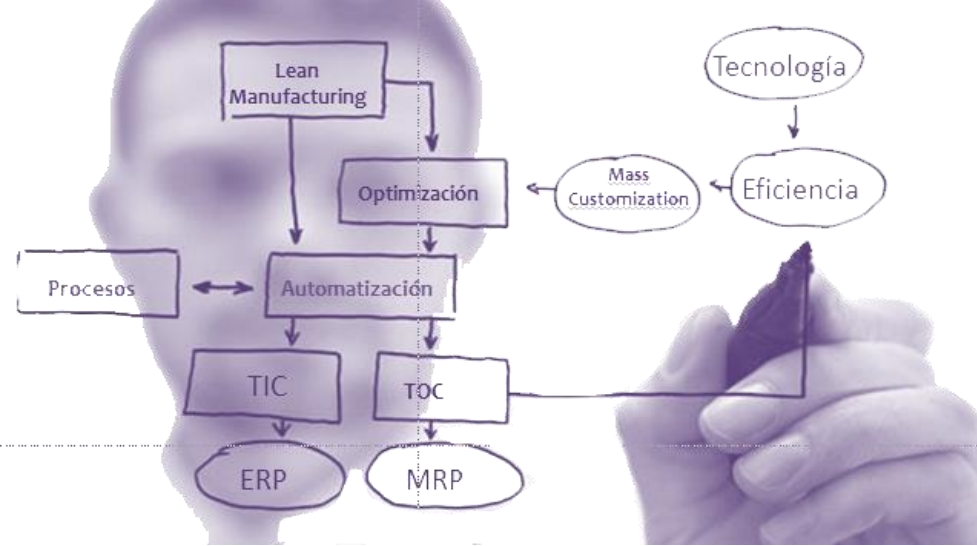 Lean
Manufacturing
Tecnología
Optimización
Mass
Customization
Eficiencia
Procesos
Automatización
TIC
TOC
ERP
MRP